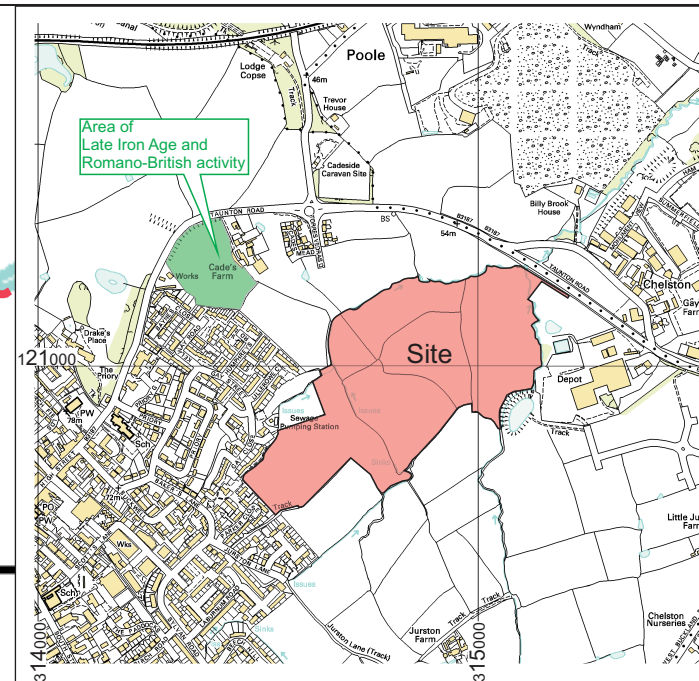 Canal
Wyndham
Track
Poole
Lodge
Copse
46m
Track
Trevor
House
Area of
Late Iron Age and
Romano-British activity
Cadeside
Caravan Site
Billy Brook
House
TAUNTON ROAD
BS
54m
B3187
B3187
TAUNTON ROAD
Works
Cade's
Farm
Chelston
Drake's
Place
The
Priory
121000
Site
Depot
Issues
Issues
Sewage
Pumping Station
Track
PW
78m
Sch
Sinks
Track
72m
PO
PW
Wks
Sch
Issues
Sinks
Jurston Lane (Track)
Jurston
Farm
Track
Track
Little Ju
Farm
Chelston
Nurseries
314000
315000